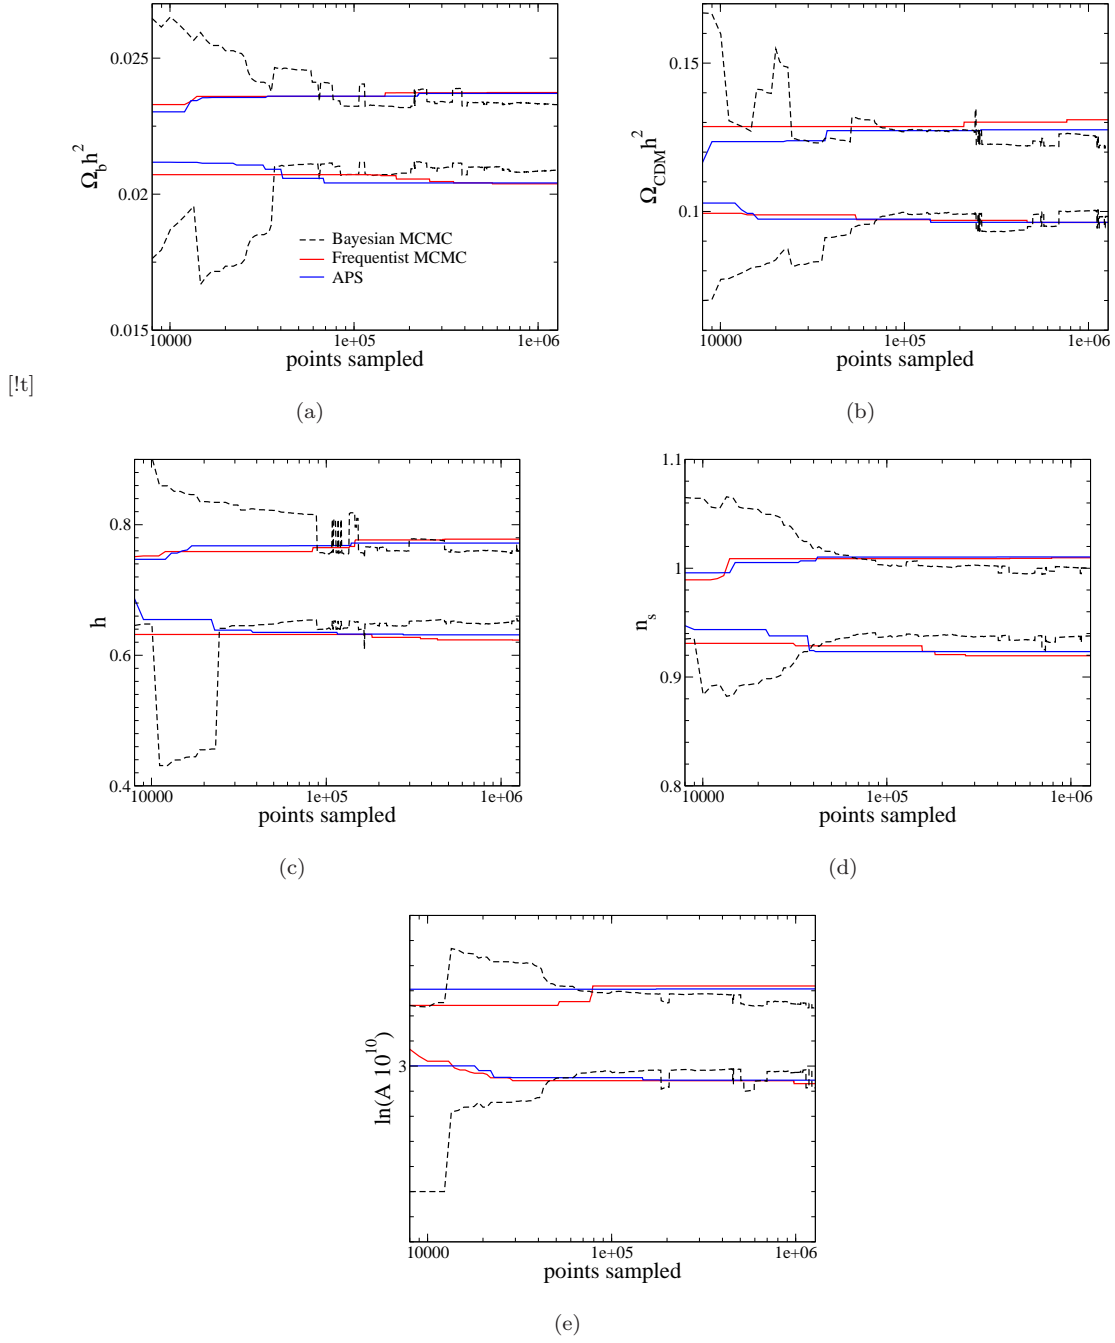 0.025
0.02
0.015
Ω_b h^2
Bayesian MCMC
Frequentist MCMC
APS
10000 1e+05 1e+06
points sampled
(a)
0.15
0.1
Ω_CDM h^2
10000 1e+05 1e+06
points sampled
(b)
[!t]
0.8
0.6
0.4
h
10000 1e+05 1e+06
points sampled
(c)
1.1
1
0.9
0.8
n_s
10000 1e+05 1e+06
points sampled
(d)
3
ln(A 10^10)
10000 1e+05 1e+06
points sampled
(e)